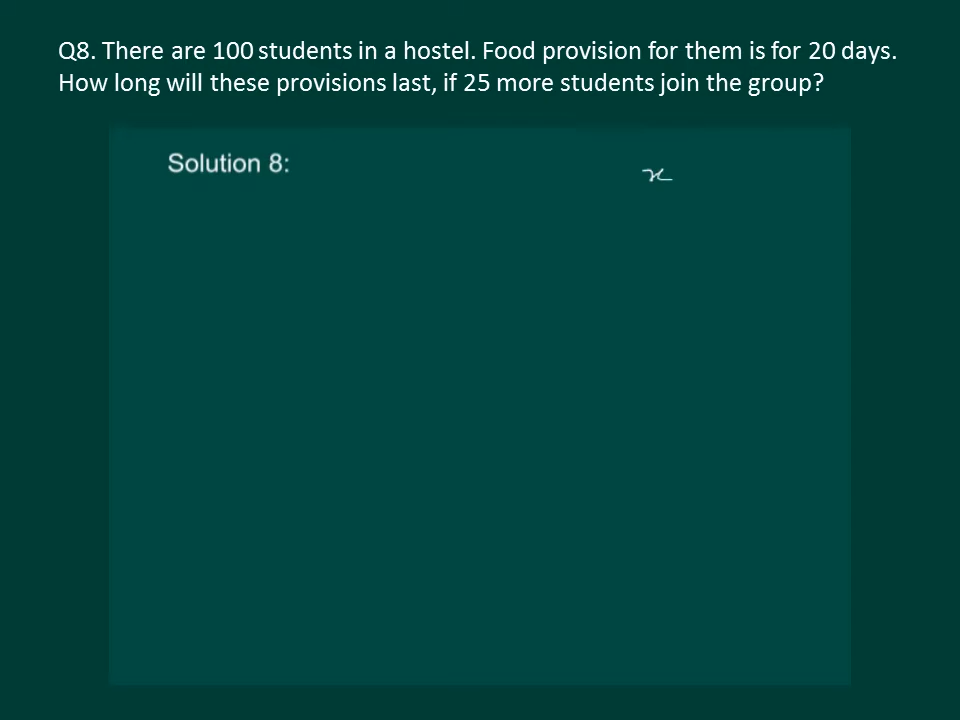 Q8. There are 100 students in a hostel. Food provision for them is for 20 days.
How long will these provisions last, if 25 more students join the group?
Solution 8:
x